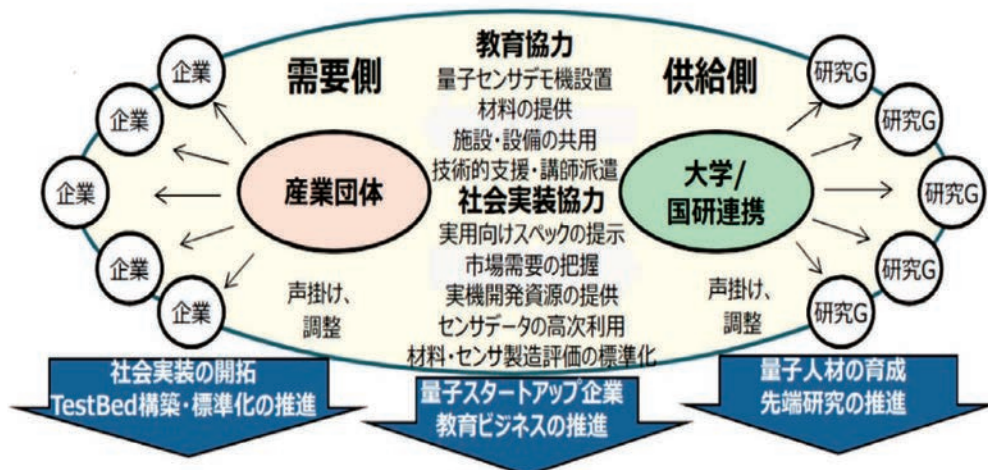 需要側
企業
企業
企業
企業
企業
産業団体
声掛け、
調整
教育協力
量子センサデモ機設置
材料の提供
施設・設備の共用
技術的支援・講師派遣
社会実装協力
実用向けスペックの提示
市場需要の把握
実機開発資源の提供
センサデータの高次利用
材料・センサ製造評価の標準化
供給側
大学/
国研連携
研究G
研究G
研究G
研究G
研究G
声掛け、
調整
社会実装の開拓
TestBed構築・標準化の推進
量子スタートアップ企業
教育ビジネスの推進
量子人材の育成
先端研究の推進